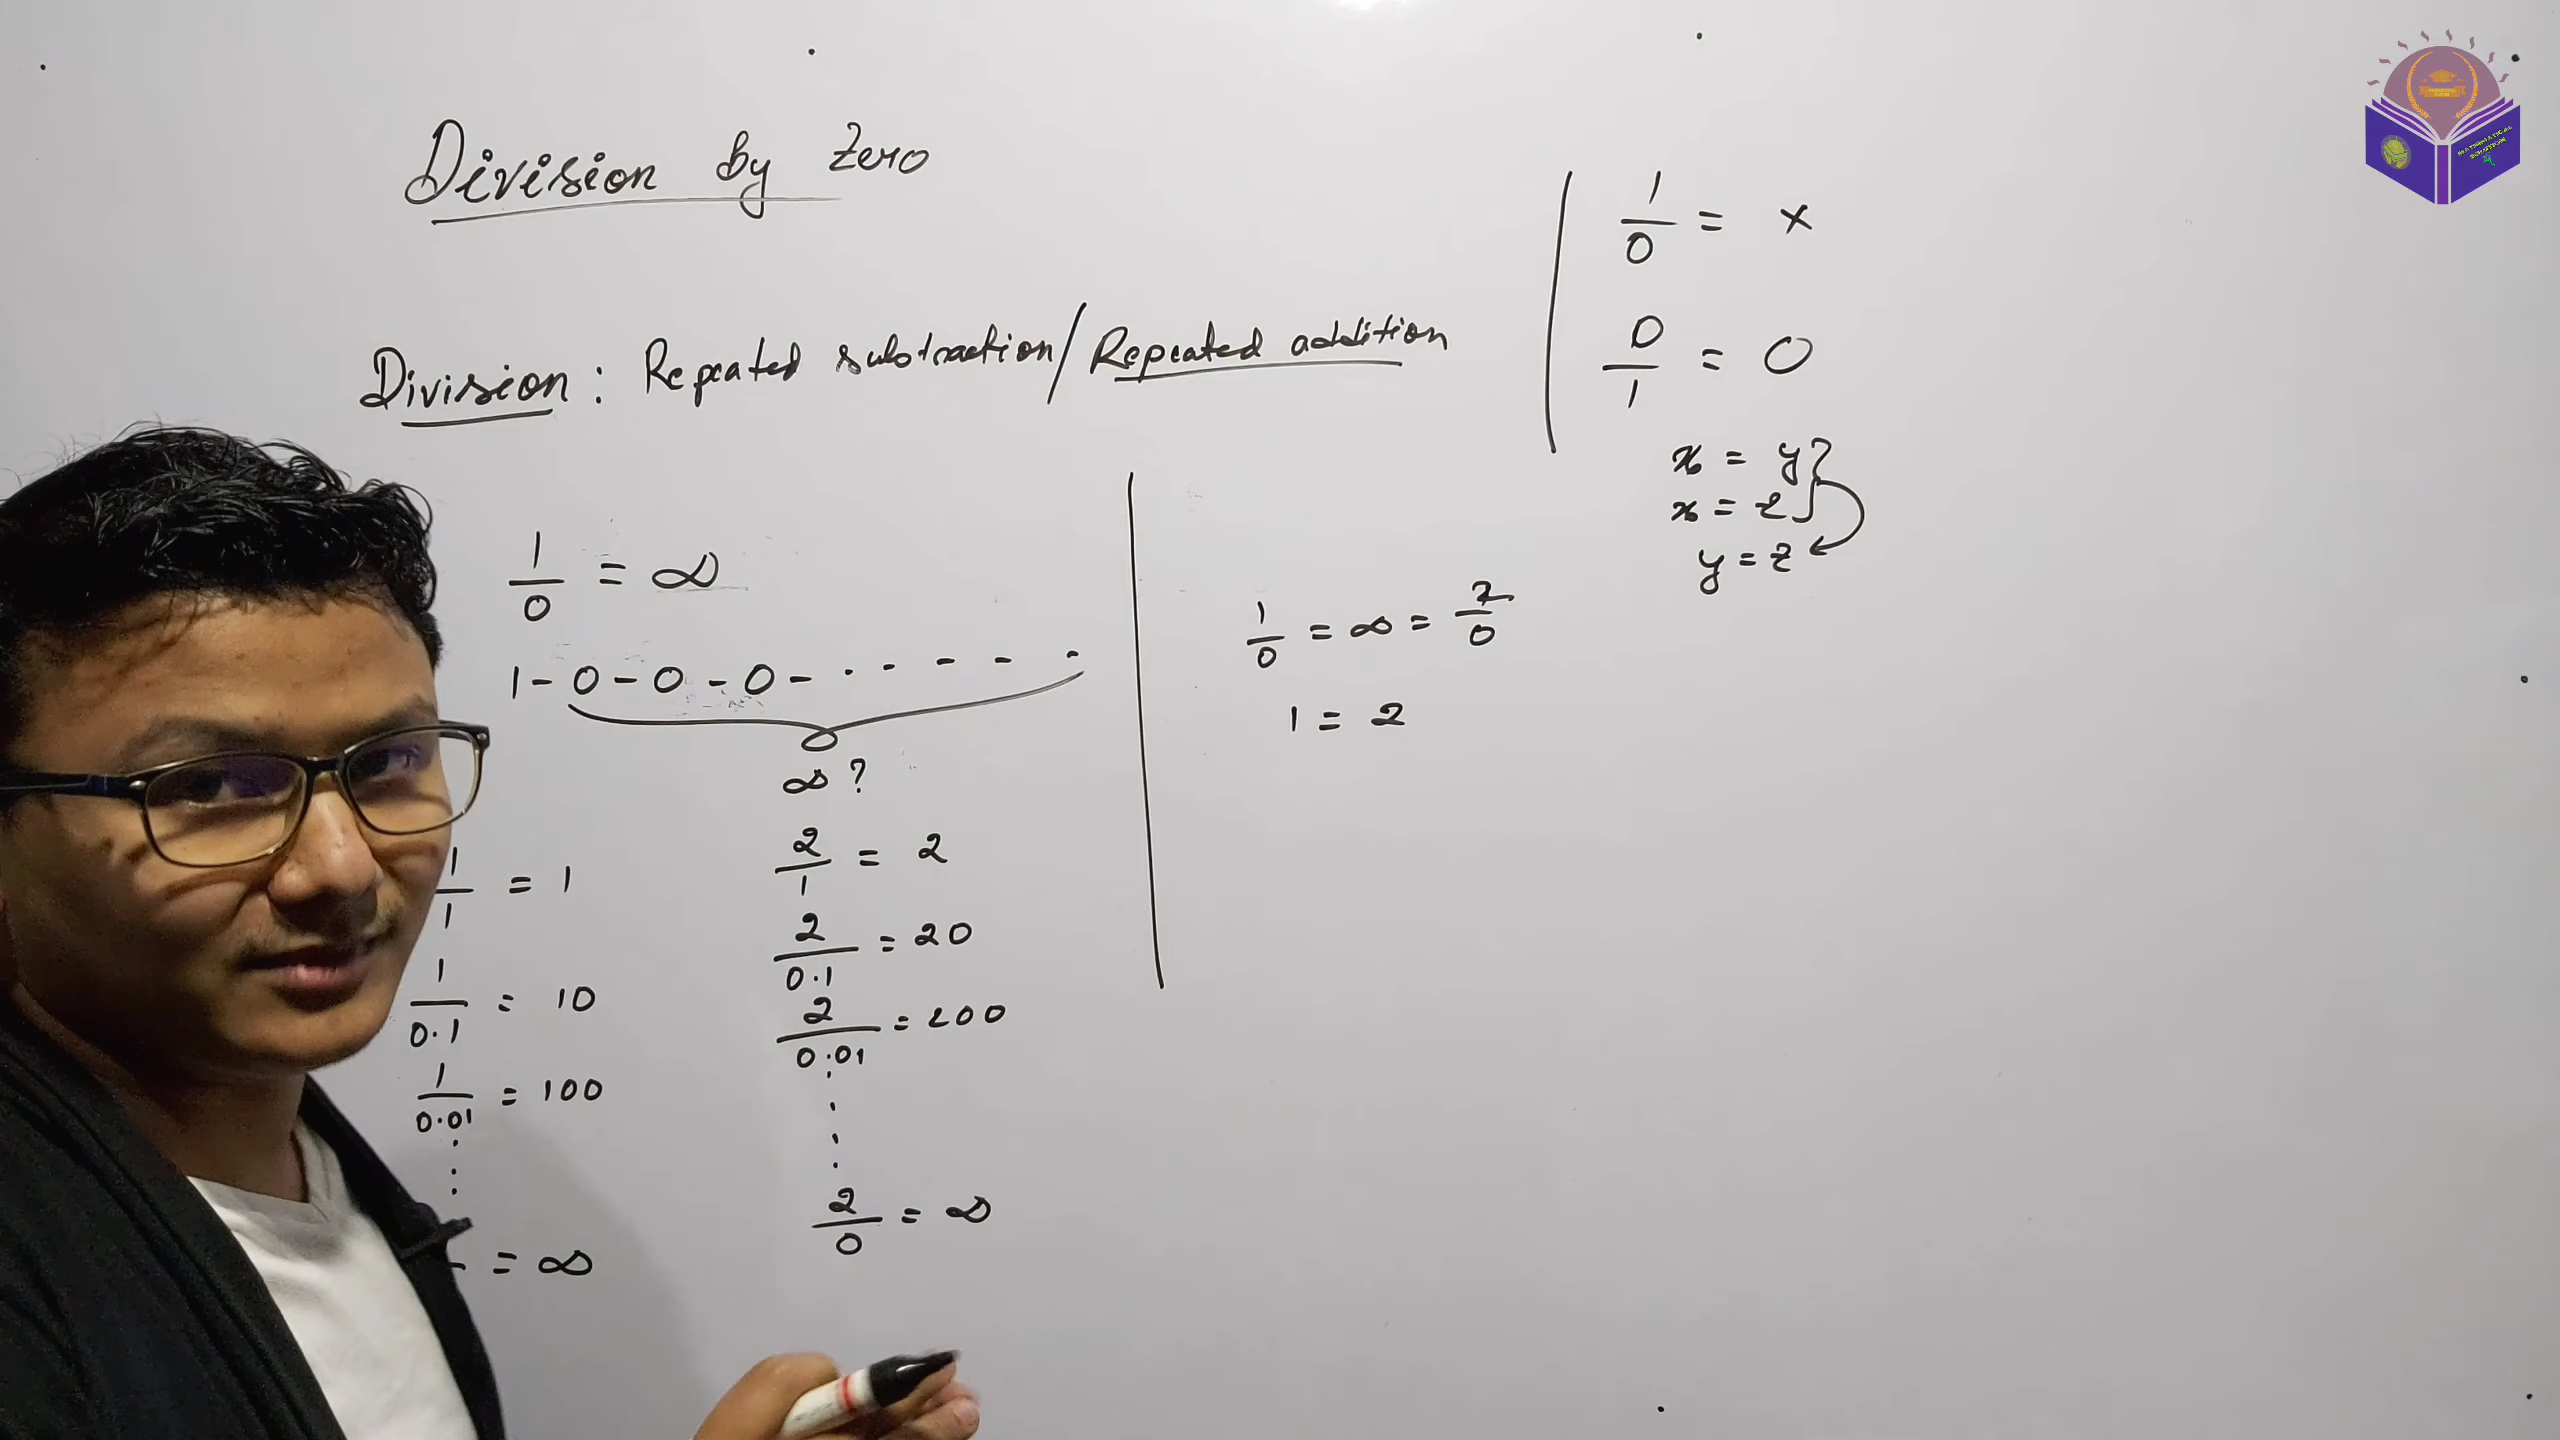 Division by Zero
Division: Repeated subtraction/Repeated addition
1/0 = ∞
1-0-0-0-. - - - -
∞?
1/1 = 1
1/0.1 = 10
1/0.01 = 100
:
= ∞
2/1 = 2
2/0.1 = 20
2/0.01 = 200
:
2/0 = ∞
1/0 = ∞ = 2/0
1 = 2
1/0 = ×
0/1 = 0
x = y
x = z
y = z